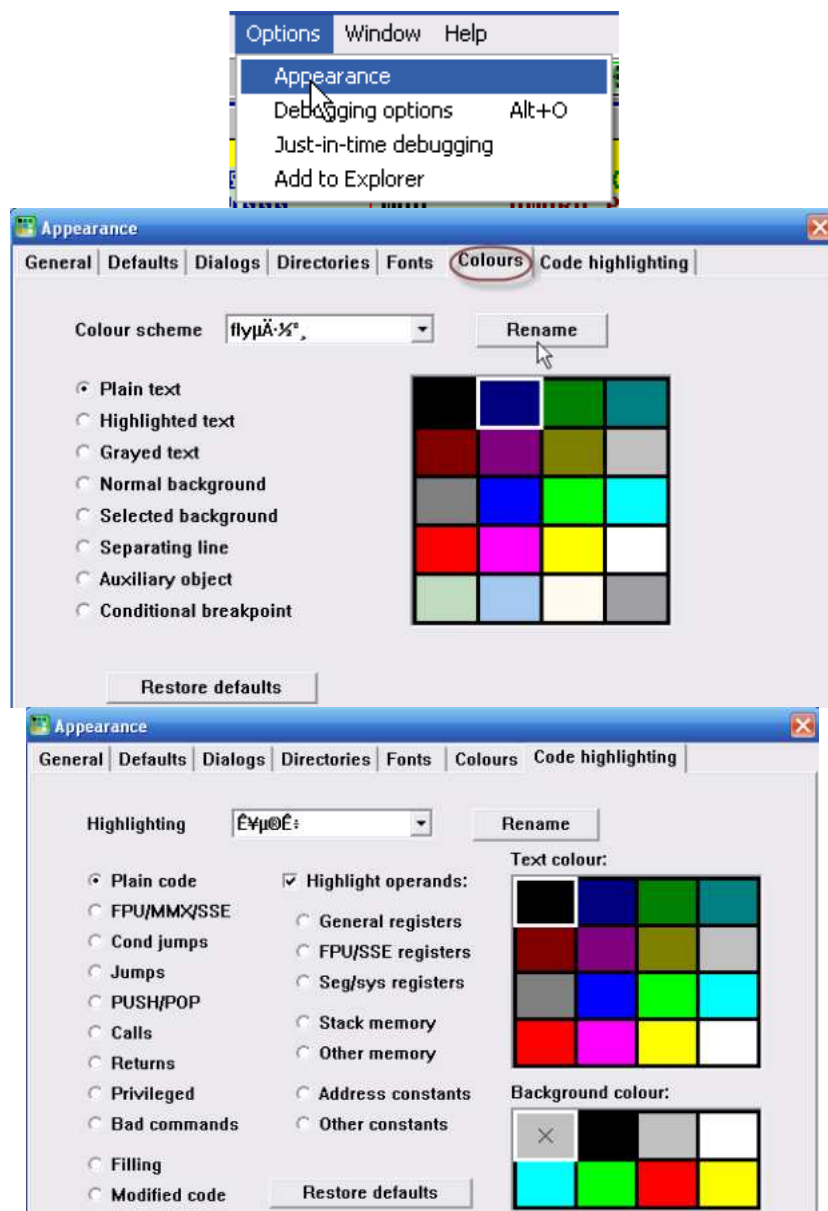 Options Window Help
Appearance
Debugging options Alt+O
Just-in-time debugging
Add to Explorer
Appearance
General Defaults Dialogs Directories Fonts Colours Code highlighting
Colour scheme flyµÄ·½°¸ Rename
Plain text
Highlighted text
Grayed text
Normal background
Selected background
Separating line
Auxiliary object
Conditional breakpoint
Restore defaults
Appearance
General Defaults Dialogs Directories Fonts Colours Code highlighting
Highlighting Ê¥µ®Ê÷ Rename
Text colour:
Plain code Highlight operands:
FPU/MMX/SSE General registers
Cond jumps FPU/SSE registers
Jumps Seg/sys registers
PUSH/POP
Calls Stack memory
Returns Other memory
Privileged Address constants Background colour:
Bad commands Other constants
Filling
Modified code Restore defaults